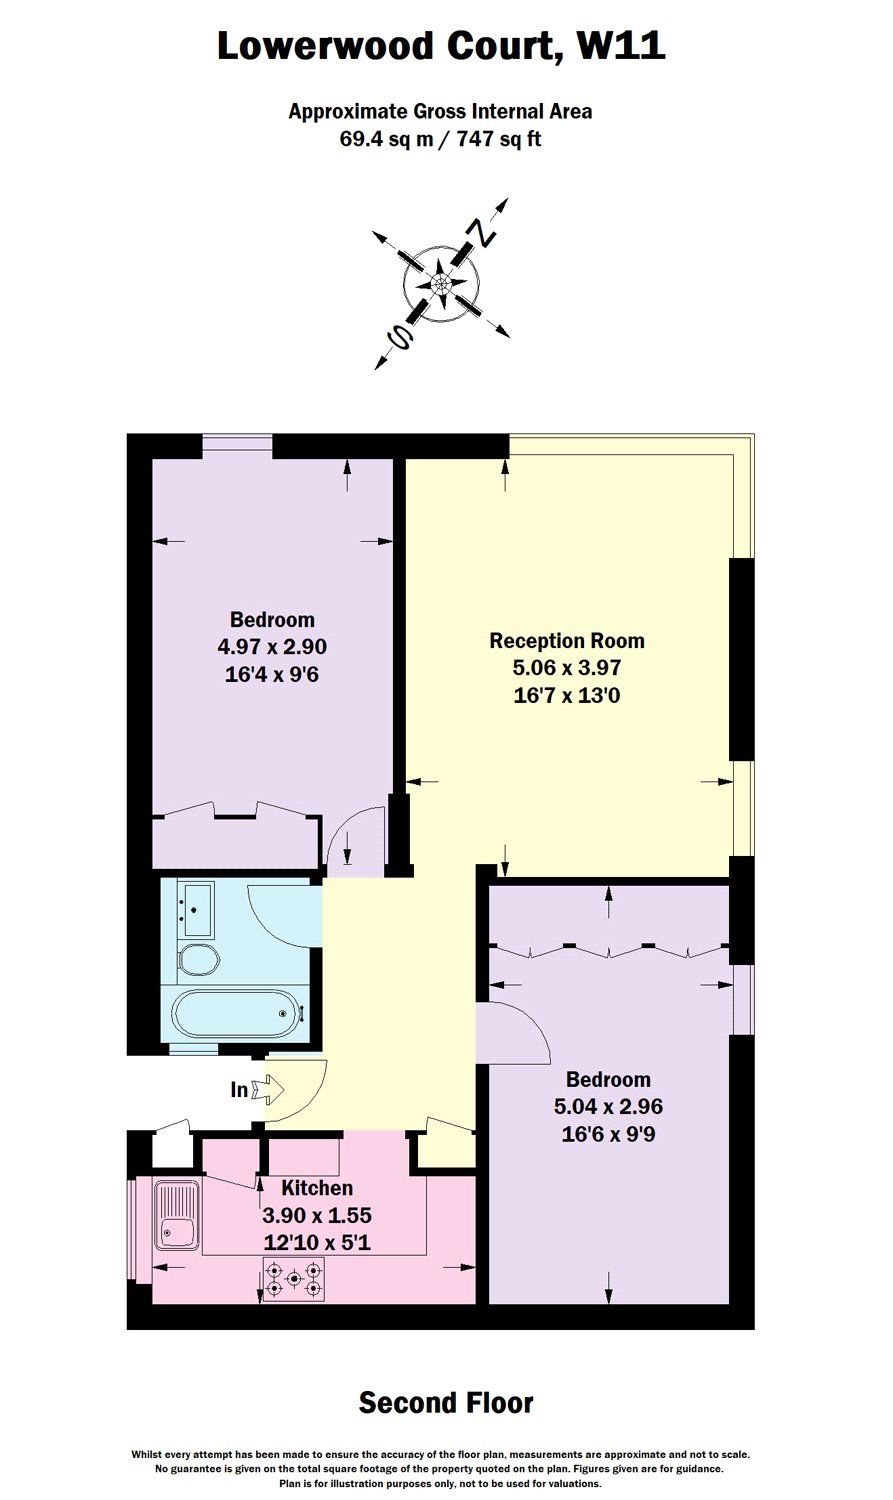 Lowerwood Court, W11
Approximate Gross Internal Area
69.4 sq m / 747 sq ft
N
S
Bedroom
4.97 x 2.90
16'4 x 9'6
Reception Room
5.06 x 3.97
16'7 x 13'0
In
Bedroom
5.04 x 2.96
16'6 x 9'9
Kitchen
3.90 x 1.55
12'10 x 5'1
Second Floor
Whilst every attempt has been made to ensure the accuracy of the floor plan, measurements are approximate and not to scale.
No guarantee is given on the total square footage of the property quoted on the plan. Figures given are for guidance.
Plan is for illustration purposes only, not to be used for valuations.